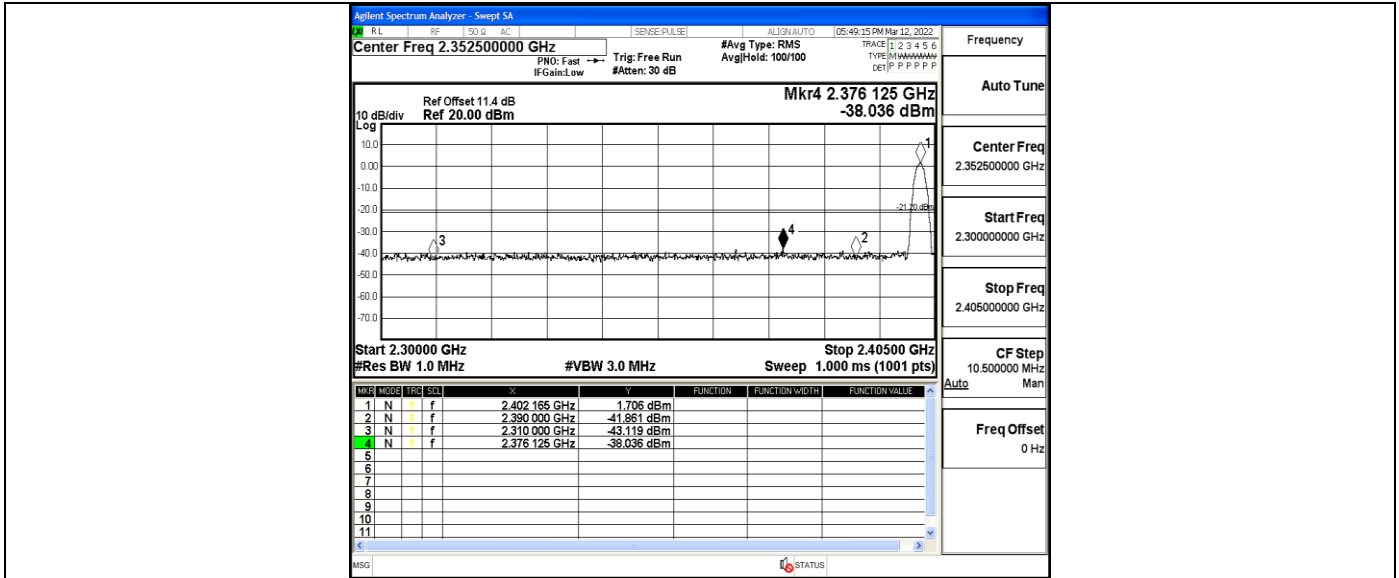 Agilent Spectrum Analyzer - Swept SA
RL RF 50 Ω AC SENSE:PULSE ALIGNAUTO 05:49:15 PM Mar 12, 2022
Center Freq 2.352500000 GHz
PNO: Fast
IFGain:Low
Trig: Free Run
#Atten: 30 dB
#Avg Type: RMS
Avg|Hold: 100/100
TRACE 1 2 3 4 5 6
TYPE MWWWWW
DET P P P P P P
Ref Offset 11.4 dB
10 dB/div Ref 20.00 dBm
Log
Mkr4 2.376 125 GHz
-38.036 dBm
10.0
0.00
-10.0
-20.0
-30.0
-40.0
-50.0
-60.0
-70.0
1
-21.20 dBm
3
4
2
Start 2.30000 GHz Stop 2.40500 GHz
#Res BW 1.0 MHz #VBW 3.0 MHz Sweep 1.000 ms (1001 pts)
MKR MODE TRC SCL X Y FUNCTION FUNCTION WIDTH FUNCTION VALUE
1 N 1 f 2.402 165 GHz 1.706 dBm
2 N 1 f 2.390 000 GHz -41.861 dBm
3 N 1 f 2.310 000 GHz -43.119 dBm
4 N 1 f 2.376 125 GHz -38.036 dBm
5
6
7
8
9
10
11
MSG STATUS
Frequency
Auto Tune
Center Freq
2.352500000 GHz
Start Freq
2.300000000 GHz
Stop Freq
2.405000000 GHz
CF Step
10.500000 MHz
Auto Man
Freq Offset
0 Hz